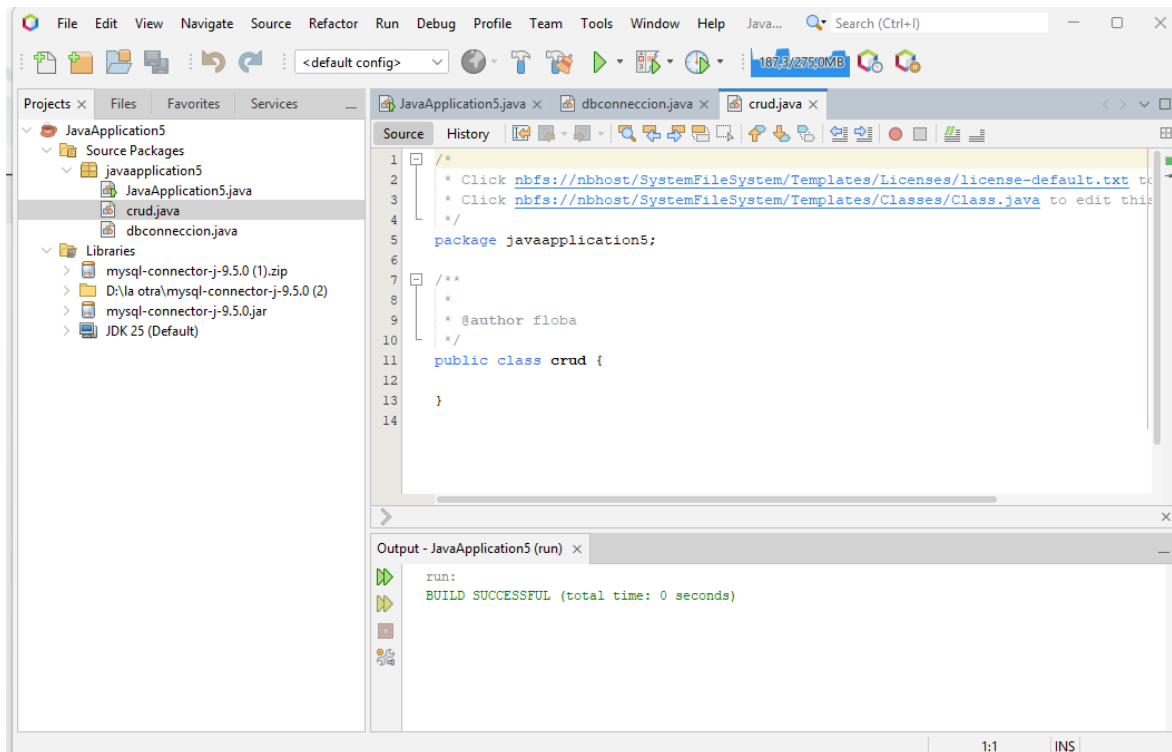 File Edit View Navigate Source Refactor Run Debug Profile Team Tools Window Help Java... Search (Ctrl+I)
<default config> 187,3/275,0MB
Projects Files Favorites Services
JavaApplication5
Source Packages
javaapplication5
JavaApplication5.java
crud.java
dbconneccion.java
Libraries
mysql-connector-j-9.5.0 (1).zip
D:\la otra\mysql-connector-j-9.5.0 (2)
mysql-connector-j-9.5.0.jar
JDK 25 (Default)
JavaApplication5.java dbconneccion.java crud.java
Source History
1 /*
2 * Click nbfs://nbhost/SystemFileSystem/Templates/Licenses/license-default.txt to
3 * Click nbfs://nbhost/SystemFileSystem/Templates/Classes/Class.java to edit this
4 */
5 package javaapplication5;
6
7 /**
8 *
9 * @author floba
10 */
11 public class crud {
12
13 }
14
Output - JavaApplication5 (run)
run:
BUILD SUCCESSFUL (total time: 0 seconds)
1:1 INS